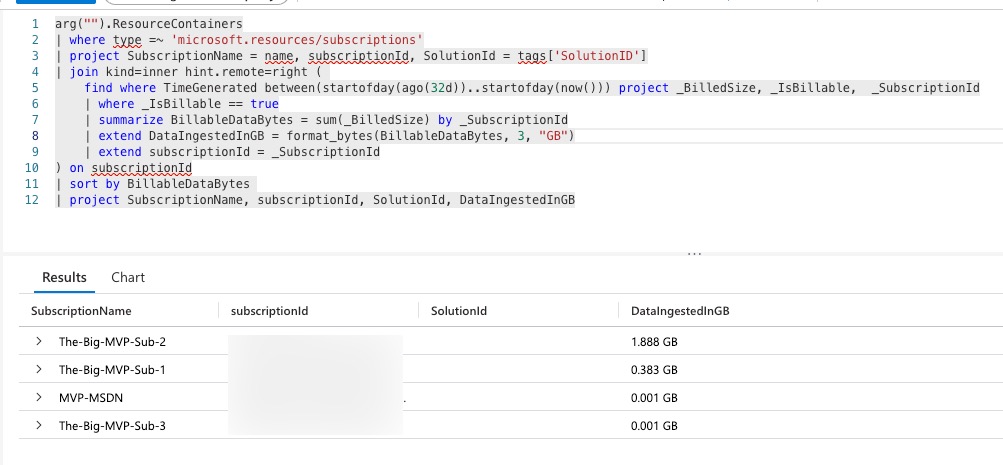 1 arg("").ResourceContainers
2 | where type =~ 'microsoft.resources/subscriptions'
3 | project SubscriptionName = name, subscriptionId, SolutionId = tags['SolutionID']
4 | join kind=inner hint.remote=right (
5 find where TimeGenerated between(startofday(ago(32d))..startofday(now())) project _BilledSize, _IsBillable, _SubscriptionId
6 | where _IsBillable == true
7 | summarize BillableDataBytes = sum(_BilledSize) by _SubscriptionId
8 | extend DataIngestedInGB = format_bytes(BillableDataBytes, 3, "GB")
9 | extend subscriptionId = _SubscriptionId
10 ) on subscriptionId
11 | sort by BillableDataBytes
12 | project SubscriptionName, subscriptionId, SolutionId, DataIngestedInGB
...
Results Chart
SubscriptionName subscriptionId SolutionId DataIngestedInGB
> The-Big-MVP-Sub-2 1.888 GB
> The-Big-MVP-Sub-1 0.383 GB
> MVP-MSDN 0.001 GB
> The-Big-MVP-Sub-3 0.001 GB